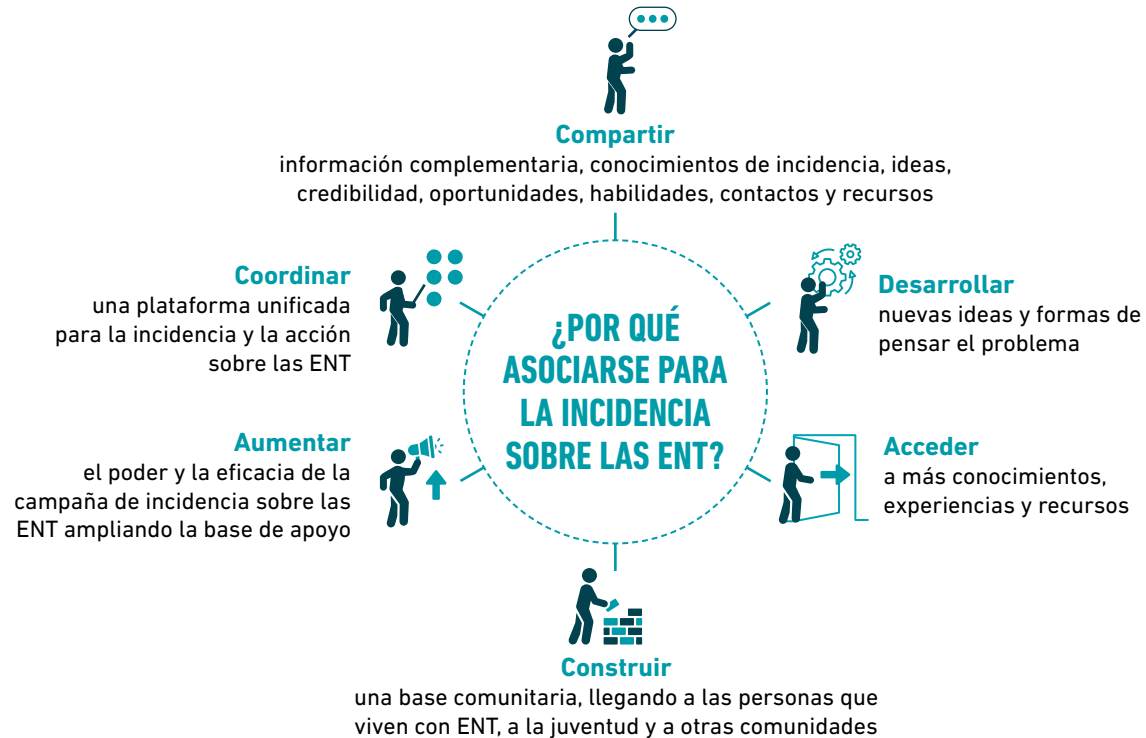 Compartir
información complementaria, conocimientos de incidencia, ideas,
credibilidad, oportunidades, habilidades, contactos y recursos
Coordinar
una plataforma unificada
para la incidencia y la acción
sobre las ENT
Desarrollar
nuevas ideas y formas de
pensar el problema
¿POR QUÉ
ASOCIARSE PARA
LA INCIDENCIA
SOBRE LAS ENT?
Aumentar
el poder y la eficacia de la
campaña de incidencia sobre las
ENT ampliando la base de apoyo
Acceder
a más conocimientos,
experiencias y recursos
Construir
una base comunitaria, llegando a las personas que
viven con ENT, a la juventud y a otras comunidades